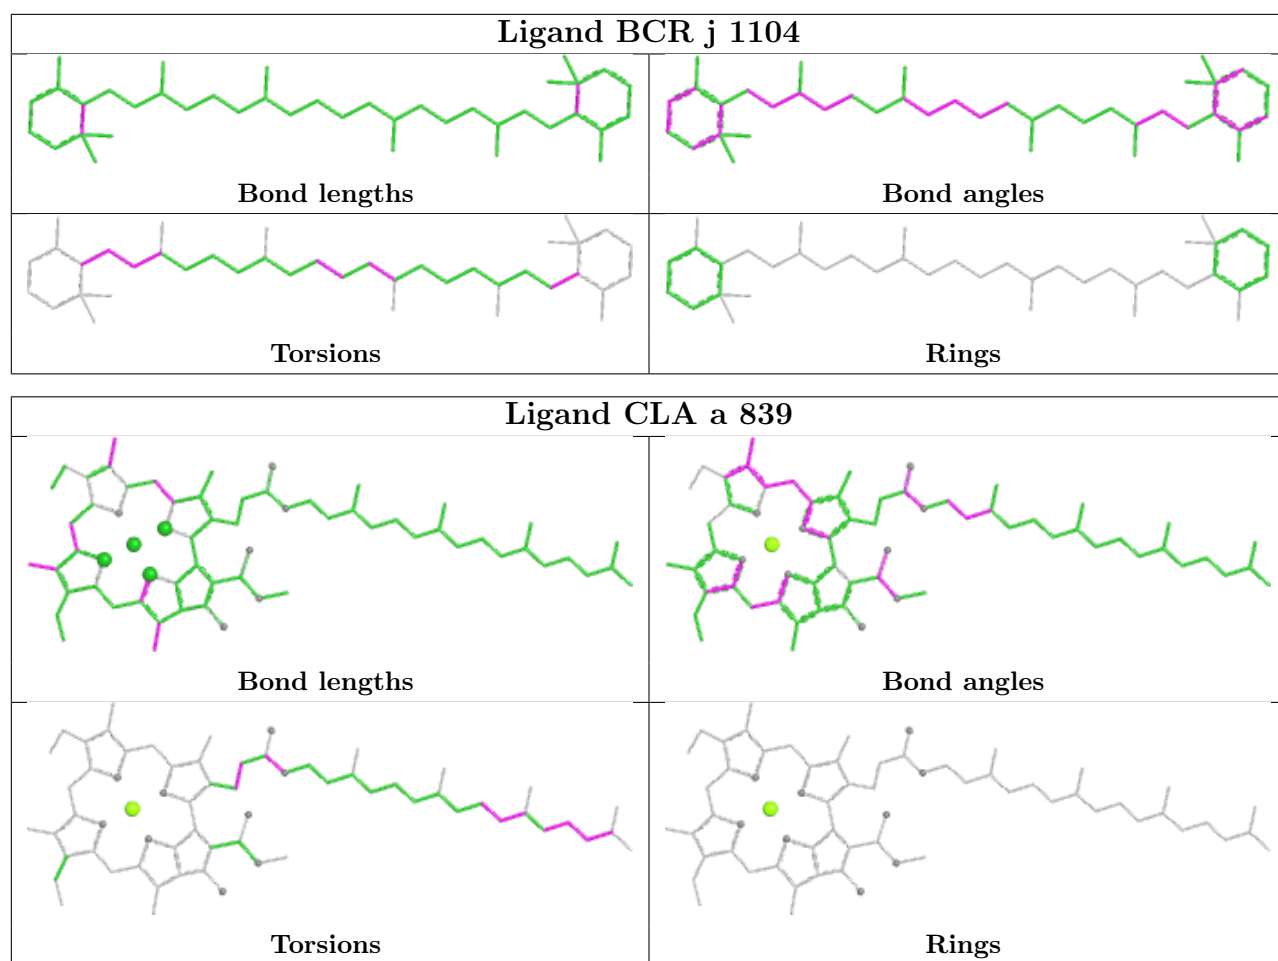 Ligand BCR j 1104
Bond lengths
Bond angles
Torsions
Rings
Ligand CLA a 839
Bond lengths
Bond angles
Torsions
Rings